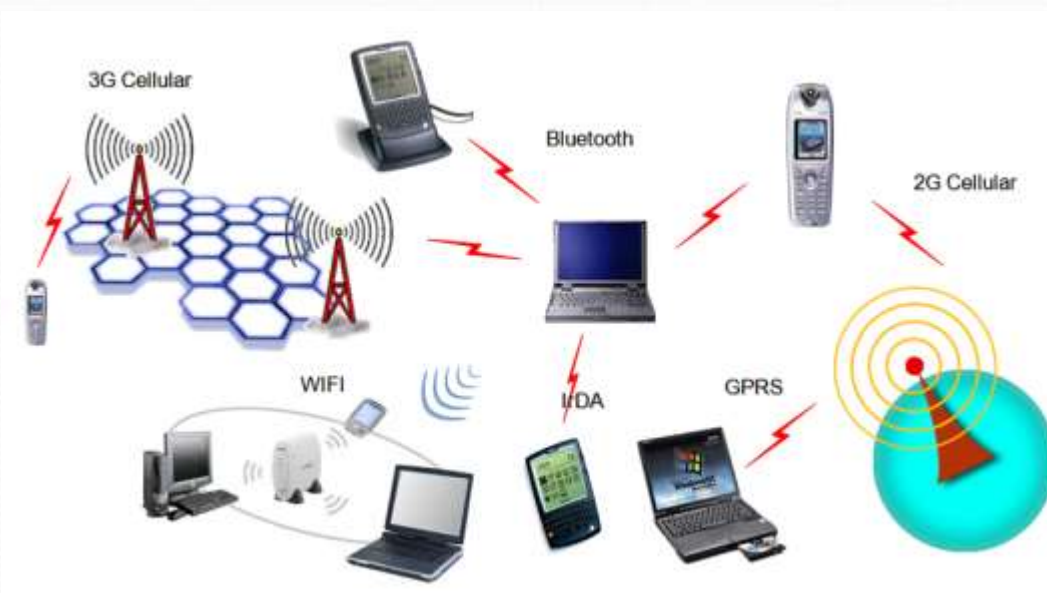 3G Cellular
Bluetooth
2G Cellular
WIFI
IrDA
GPRS